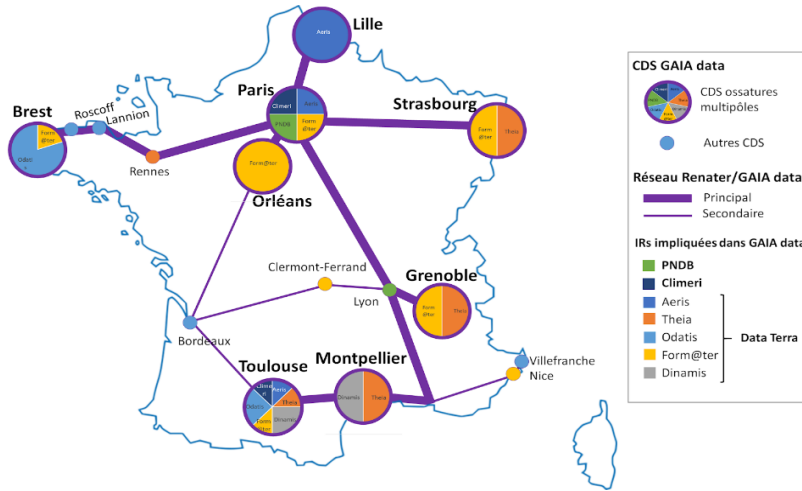 Lille
Aeris
Paris
Climeri
Aeris
PNDB
Form
@ter
Strasbourg
Form
@ter
Theia
Brest
Roscoff
Lannion
Form
@ter
Odatis
Rennes
Form@ter
Orléans
Clermont-Ferrand
Lyon
Grenoble
Form
@ter
Theia
Bordeaux
Toulouse
Aeris
Theia
Odatis
Form
@ter
Dinamis
Montpellier
Dinamis
Theia
Villefranche
Nice
CDS GAIA data
CDS ossatures
multipôles
Autres CDS
Réseau Renater/GAIA data
Principal
Secondaire
IRs impliquées dans GAIA data
PNDB
Climeri
Aeris
Theia
Odatis
Form@ter
Dinamis
Data Terra